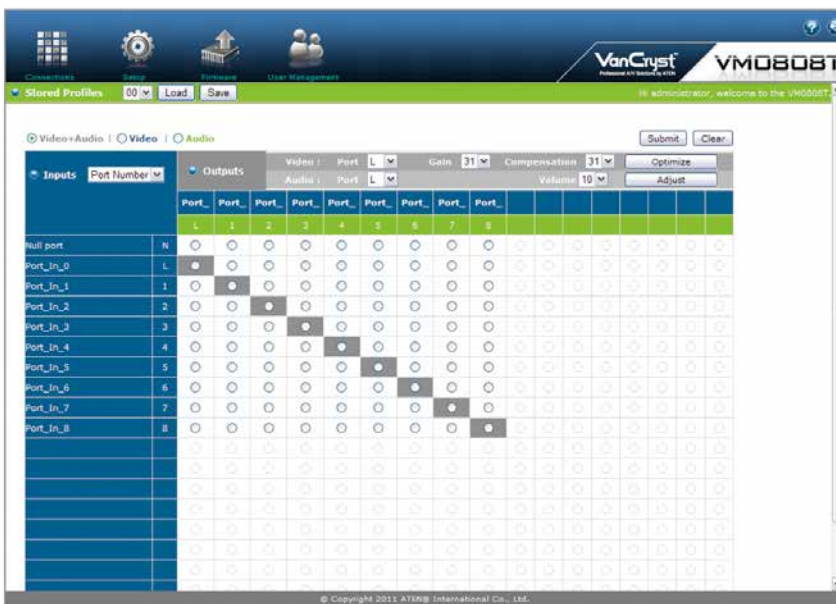 VanCryst
Professional A/V Solutions by ATEN
VM0808T
Connections Setup Firmware User Management
Stored Profiles 00 Load Save Hi administrator, welcome to the VM0808T.
Video+Audio | Video | Audio Submit Clear
Inputs Port Number Outputs Video : Port L Gain 31 Compensation 31 Optimize
Audio : Port L Volume 10 Adjust
Port_ Port_ Port_ Port_ Port_ Port_ Port_ Port_ Port_
L 1 2 3 4 5 6 7 8
Null port N
Port_In_0 L
Port_In_1 1
Port_In_2 2
Port_In_3 3
Port_In_4 4
Port_In_5 5
Port_In_6 6
Port_In_7 7
Port_In_8 8
© Copyright 2011 ATEN® International Co., Ltd.